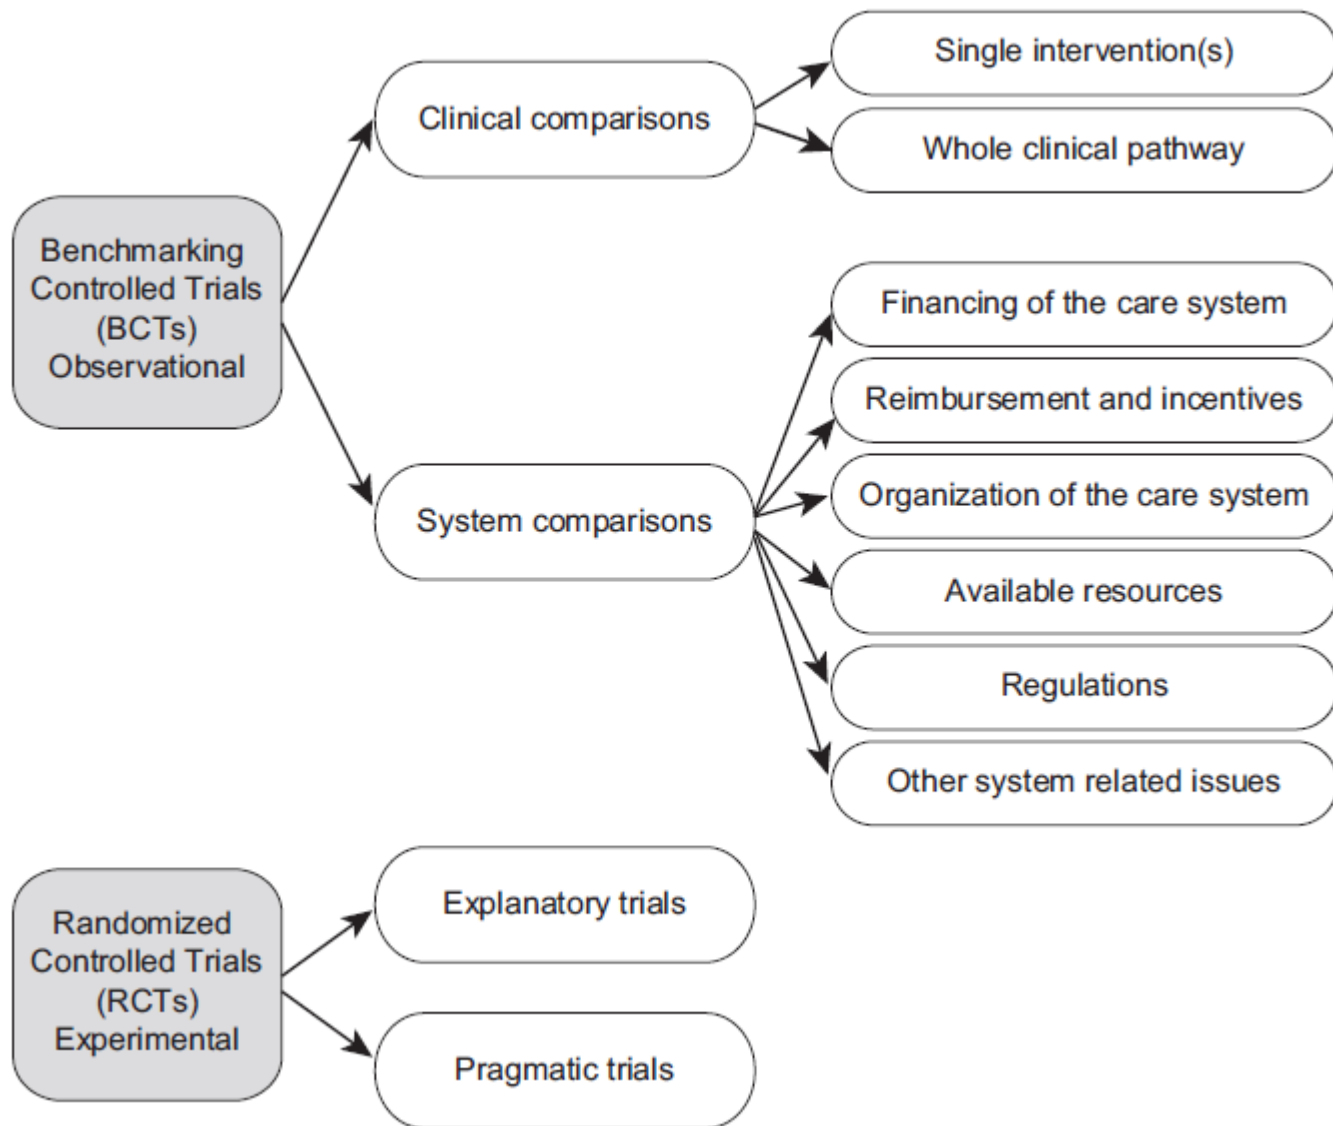 Benchmarking
Controlled Trials
(BCTs)
Observational
Clinical comparisons
Single intervention(s)
Whole clinical pathway
System comparisons
Financing of the care system
Reimbursement and incentives
Organization of the care system
Available resources
Regulations
Other system related issues
Randomized
Controlled Trials
(RCTs)
Experimental
Explanatory trials
Pragmatic trials